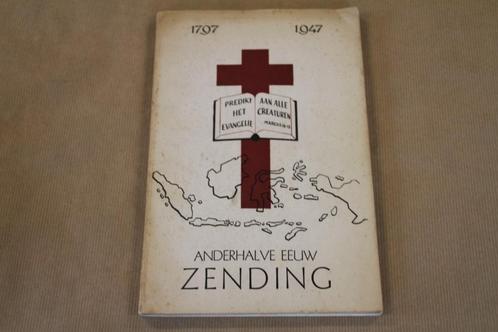 1797 1947
PREDIKT
HET
EVANGELIE
AAN ALLE
CREATUREN
ANDERHALVE EEUW
ZENDING